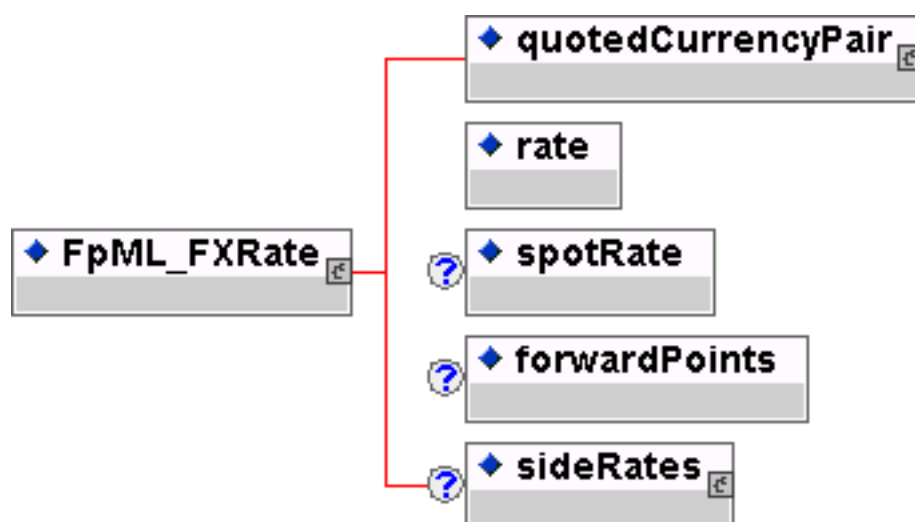 quotedCurrencyPair
rate
FpML_FXRate
? spotRate
? forwardPoints
? sideRates